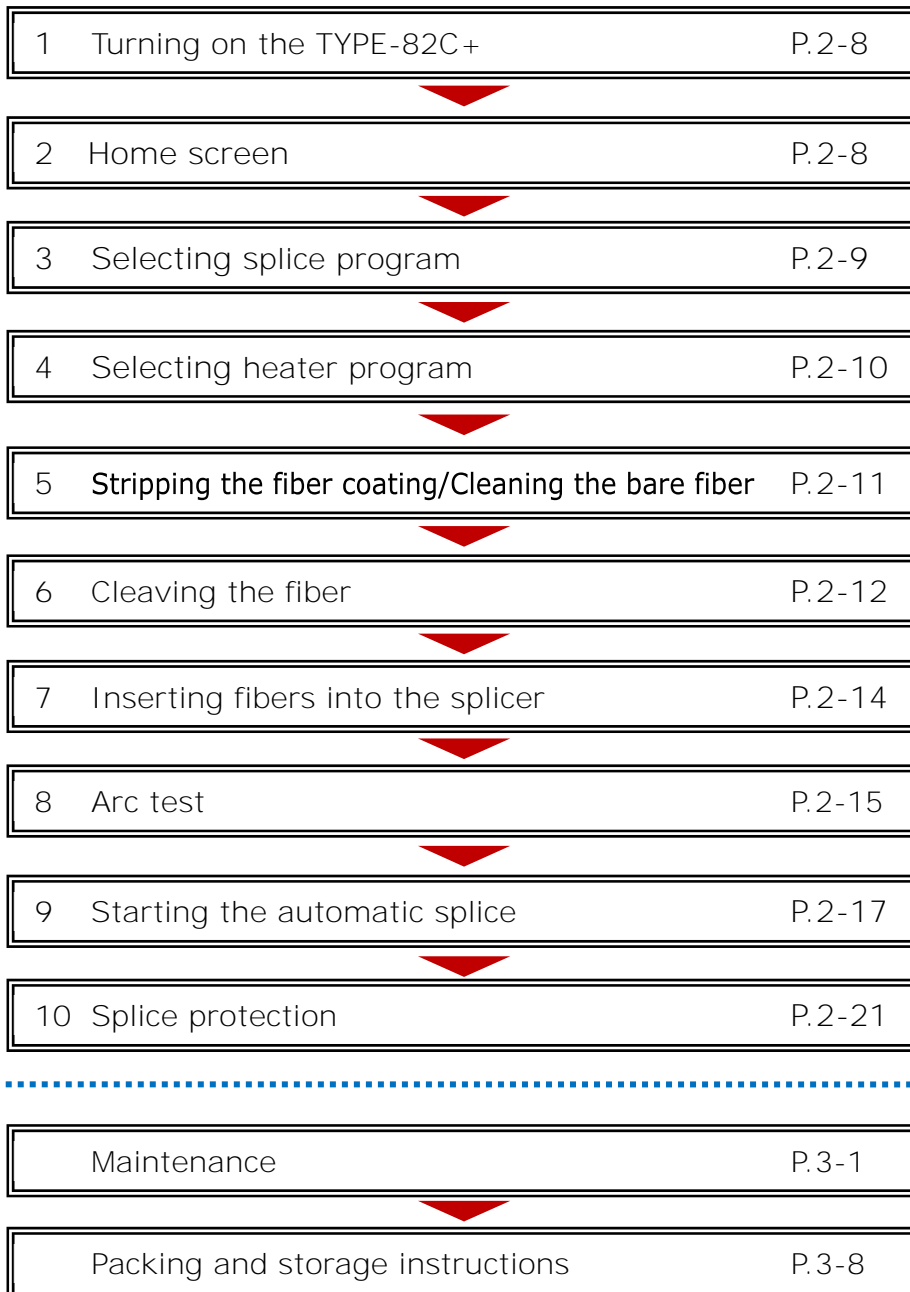 1 Turning on the TYPE-82C+ P.2-8
2 Home screen P.2-8
3 Selecting splice program P.2-9
4 Selecting heater program P.2-10
5 Stripping the fiber coating/Cleaning the bare fiber P.2-11
6 Cleaving the fiber P.2-12
7 Inserting fibers into the splicer P.2-14
8 Arc test P.2-15
9 Starting the automatic splice P.2-17
10 Splice protection P.2-21
Maintenance P.3-1
Packing and storage instructions P.3-8